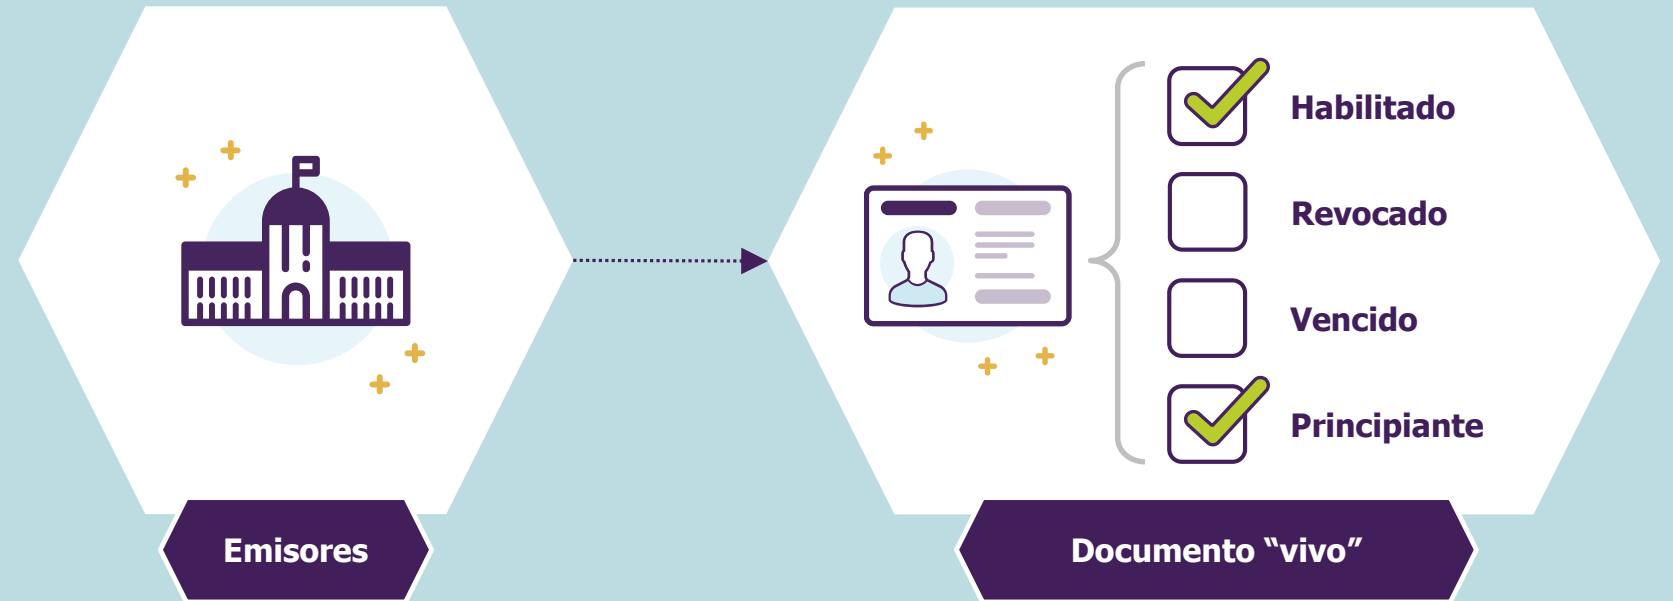 Habilitado
Revocado
Vencido
Principiante
Emisores
Documento “vivo”